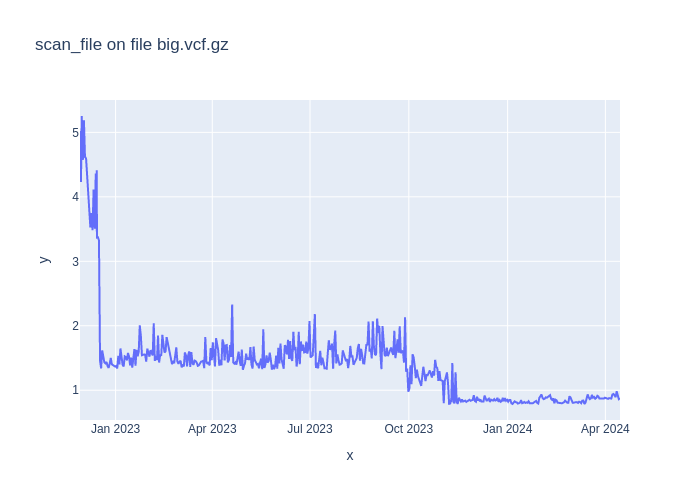 scan_file on file big.vcf.gz
5
4
3
2
1
y
Jan 2023
Apr 2023
Jul 2023
Oct 2023
Jan 2024
Apr 2024
x